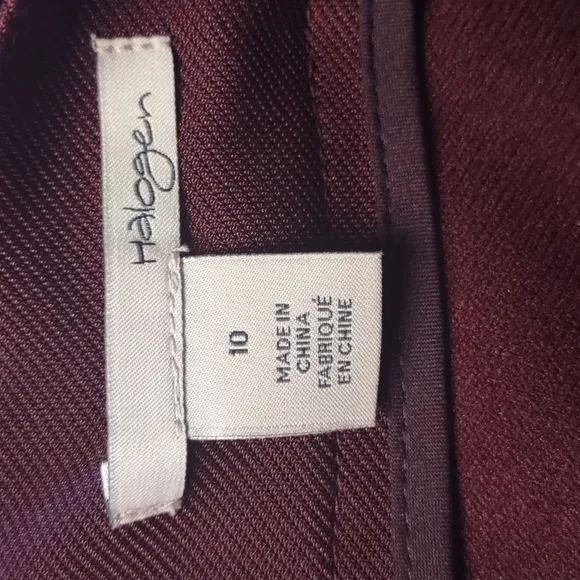 Halogen
10
MADE IN
CHINA
FABRIQUÉ
EN CHINE